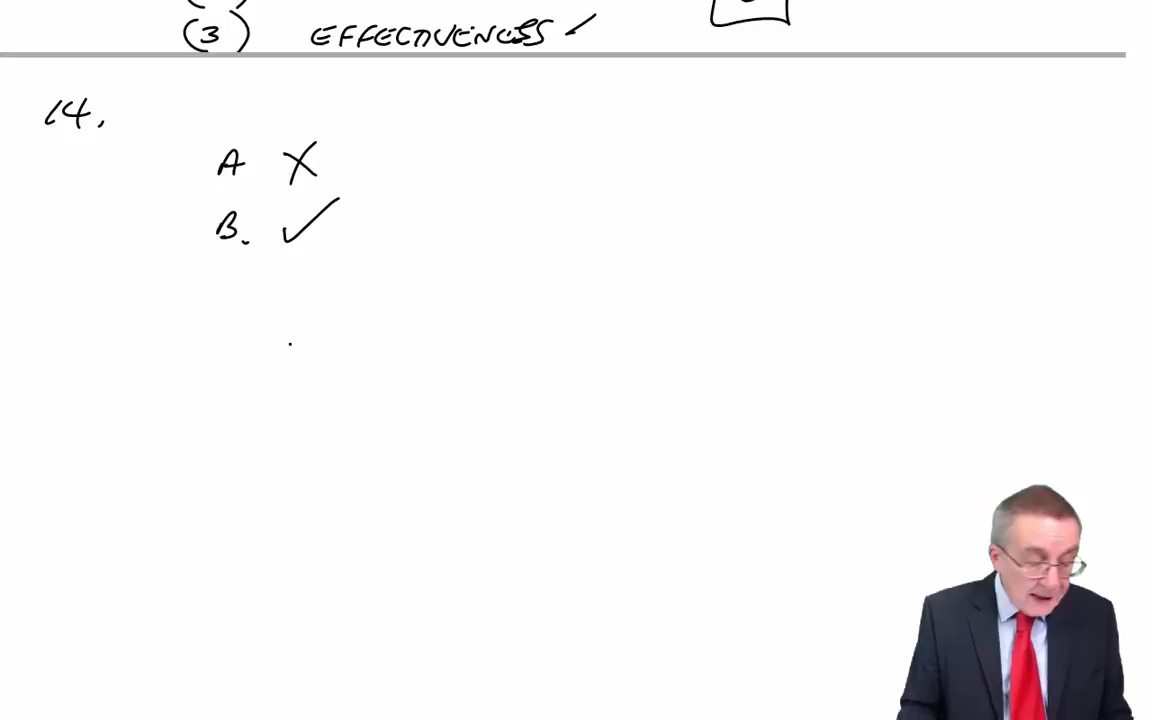 (3) EFFECTIVENESS ✓
14.
A X
B. ✓